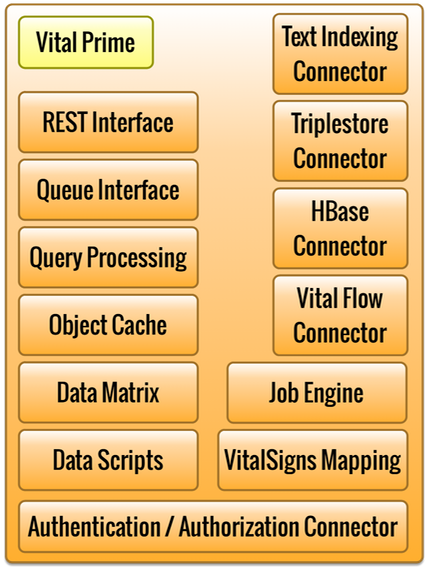 Vital Prime
REST Interface
Queue Interface
Query Processing
Object Cache
Data Matrix
Data Scripts
Text Indexing
Connector
Triplestore
Connector
HBase
Connector
Vital Flow
Connector
Job Engine
VitalSigns Mapping
Authentication / Authorization Connector